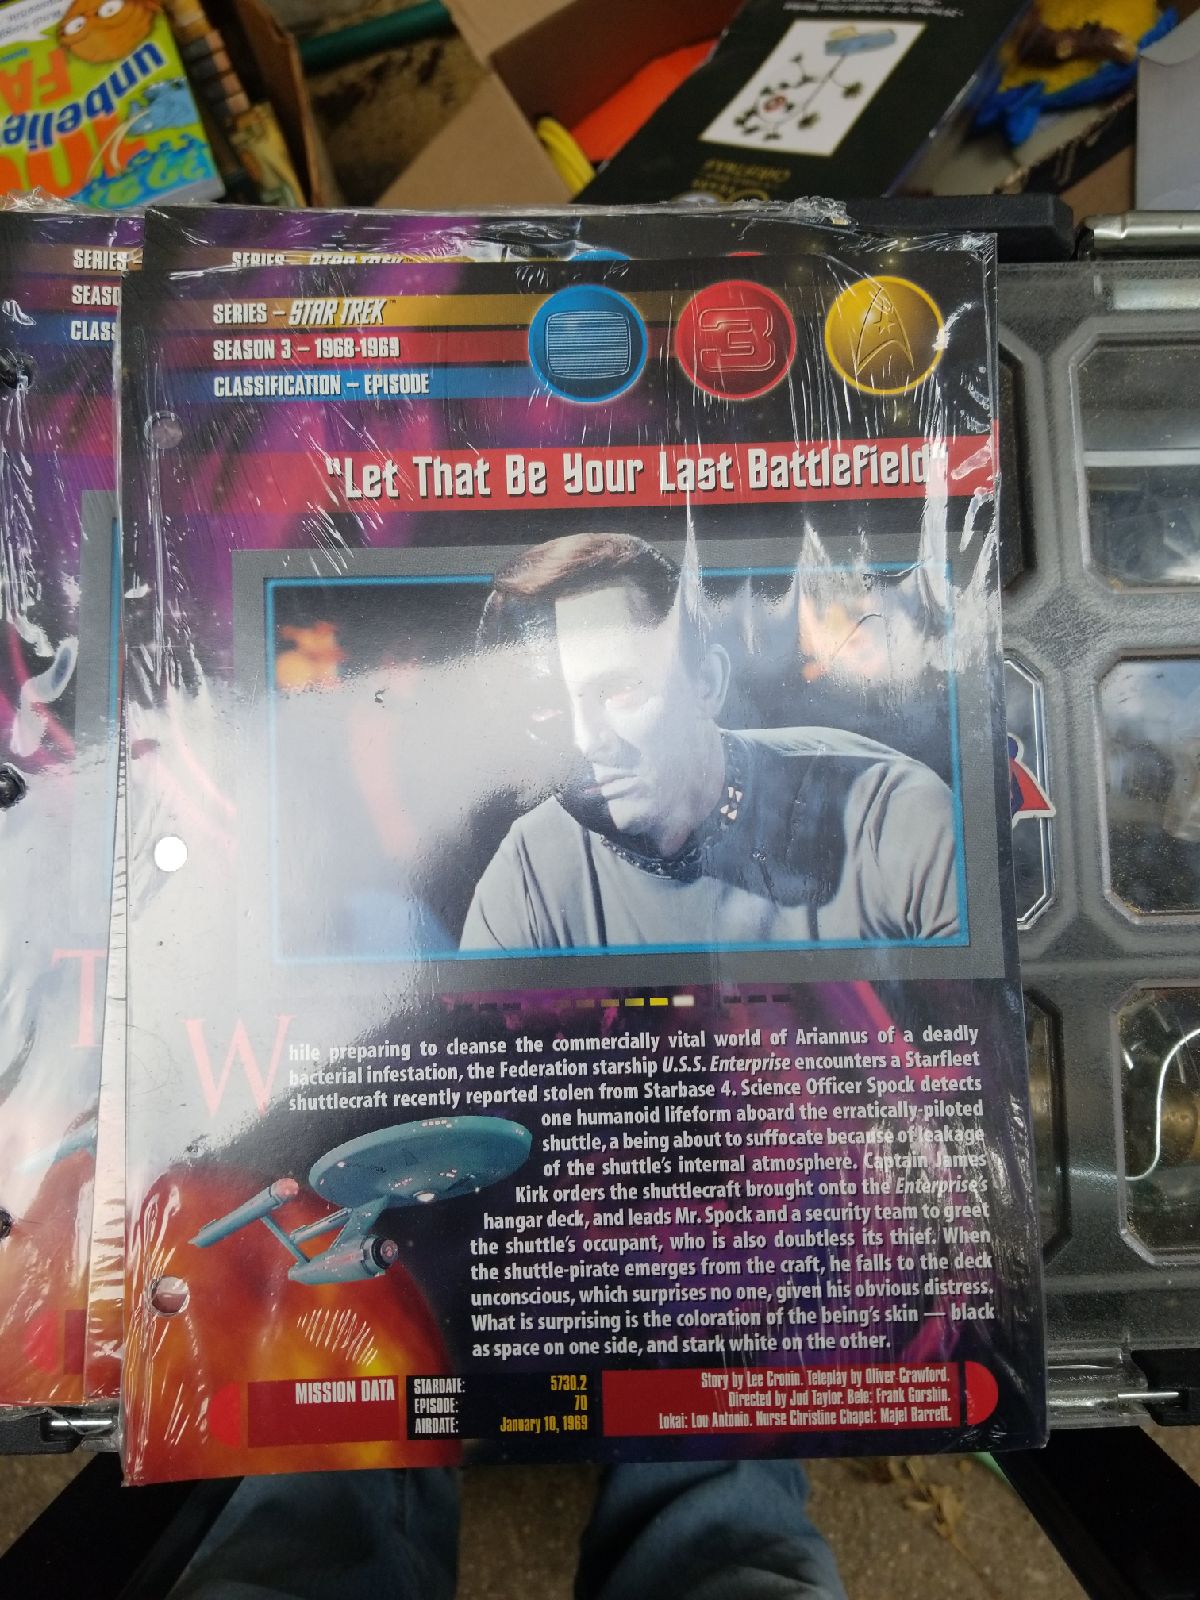 unbelie
FA
SERIES
SEASO
CLASS
SERIES – STAR TREK
SERIES – STAR TREK™
SEASON 3 – 1968-1969
CLASSIFICATION – EPISODE
3
"Let That Be Your Last Battlefield"
T
While preparing to cleanse the commercially vital world of Ariannus of a deadly
bacterial infestation, the Federation starship U.S.S. Enterprise encounters a Starfleet
shuttlecraft recently reported stolen from Starbase 4. Science Officer Spock detects
one humanoid lifeform aboard the erratically-piloted
shuttle, a being about to suffocate because of leakage
of the shuttle's internal atmosphere. Captain James
Kirk orders the shuttlecraft brought onto the Enterprise's
hangar deck, and leads Mr. Spock and a security team to greet
the shuttle's occupant, who is also doubtless its thief. When
the shuttle-pirate emerges from the craft, he falls to the deck
unconscious, which surprises no one, given his obvious distress.
What is surprising is the coloration of the being's skin — black
as space on one side, and stark white on the other.
MISSION DATA
STARDATE: 5730.2
EPISODE: 70
AIRDATE: January 10, 1969
Story by Lee Cronin. Teleplay by Oliver Crawford.
Directed by Jud Taylor. Bele: Frank Gorshin.
Lokai: Lou Antonio. Nurse Christine Chapel: Majel Barrett.